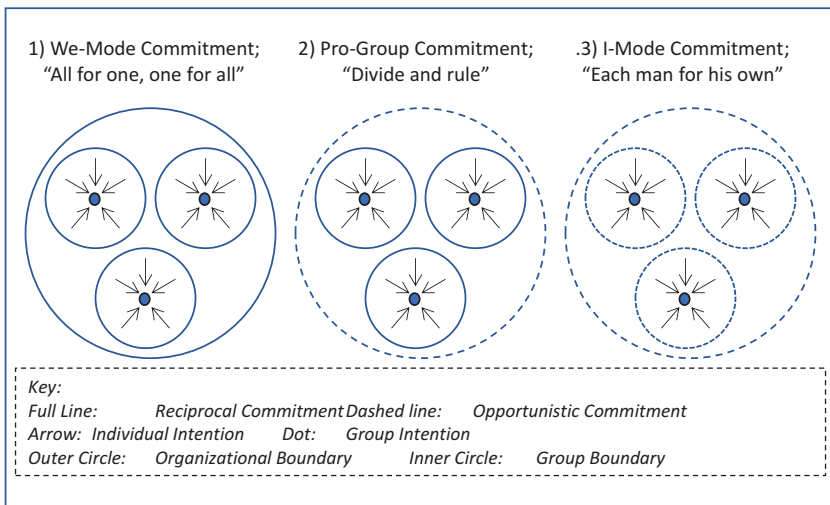 1) We-Mode Commitment;
“All for one, one for all”
2) Pro-Group Commitment;
“Divide and rule”
.3) I-Mode Commitment;
“Each man for his own”
Key:
Full Line: Reciprocal Commitment Dashed line: Opportunistic Commitment
Arrow: Individual Intention Dot: Group Intention
Outer Circle: Organizational Boundary Inner Circle: Group Boundary